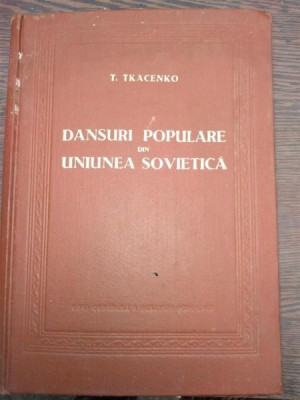 T. TKACENKO
DANSURI POPULARE
DIN
UNIUNEA SOVIETICĂ